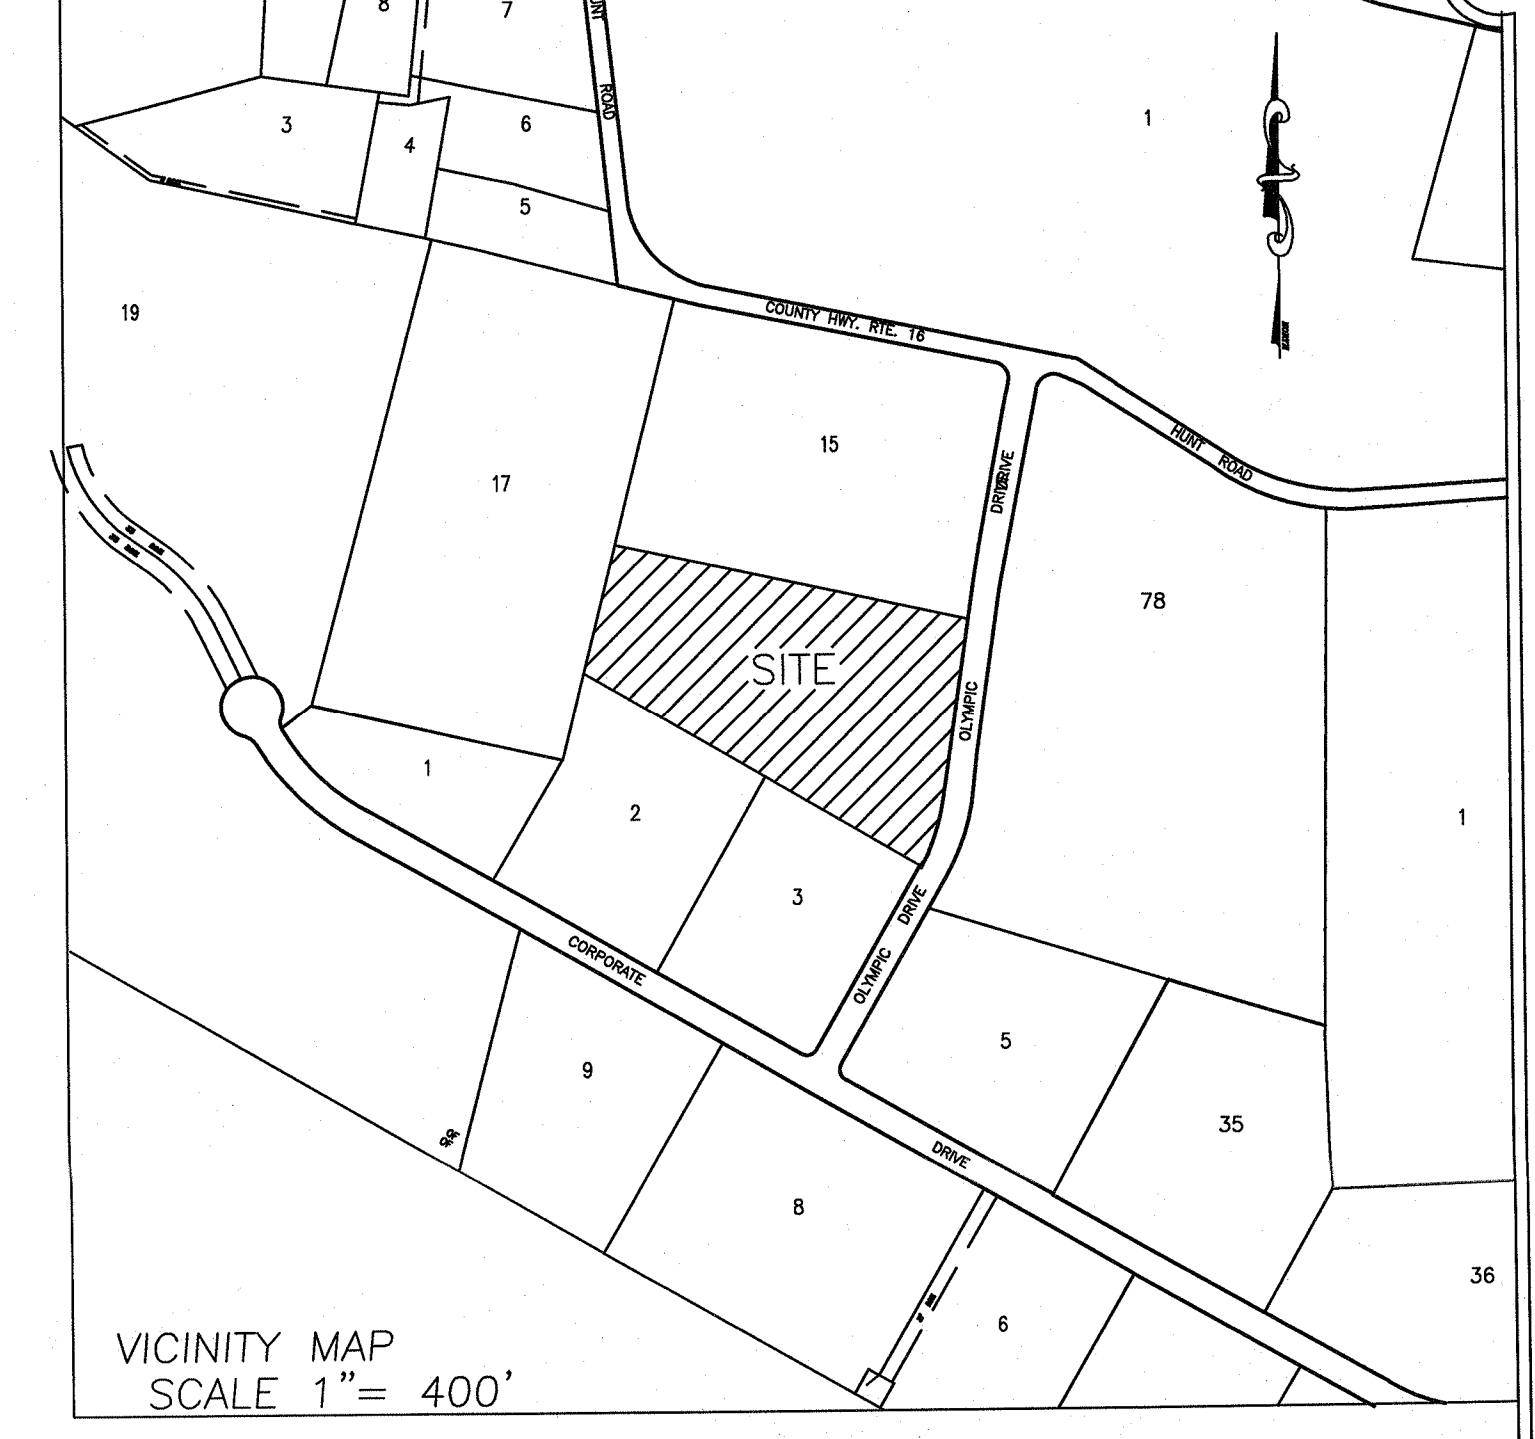 8
7
ROAD
3
4
6
5
1
19
COUNTY HWY. RTE. 16
17
15
DRIVE
HUNT ROAD
78
SITE
OLYMPIC
1
2
3
1
OLYMPIC DRIVE
CORPORATE
DRIVE
9
5
35
8
6
36
VICINITY MAP
SCALE 1"= 400'